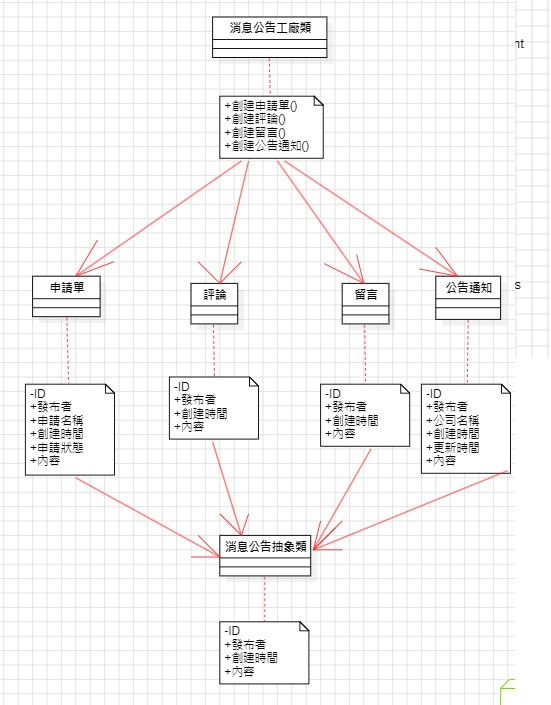 消息公告工廠類
nt
+創建申請單()
+創建評論()
+創建留言()
+創建公告通知()
申請單
評論
留言
公告通知
s
-ID
+發布者
+申請名稱
+創建時間
+申請狀態
+內容
-ID
+發布者
+創建時間
+內容
-ID
+發布者
+創建時間
+內容
-ID
+發布者
+公司名稱
+創建時間
+更新時間
+內容
消息公告抽象類
-ID
+發布者
+創建時間
+內容